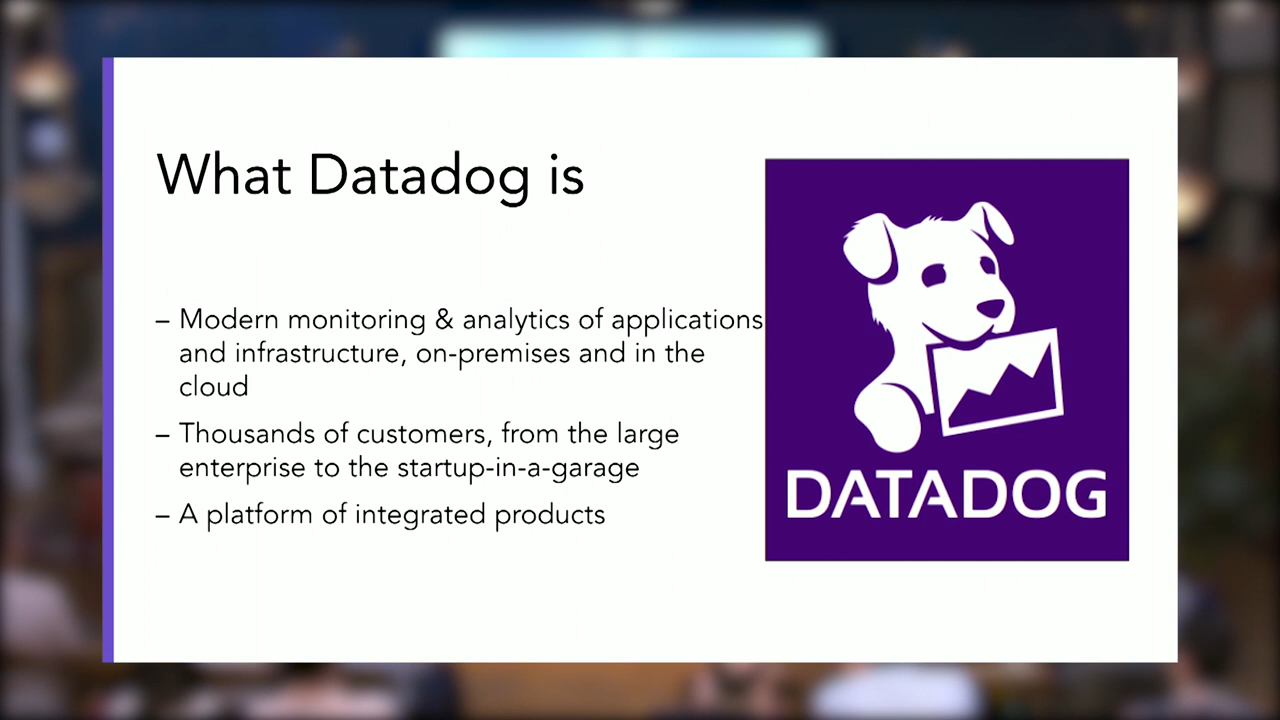 What Datadog is
– Modern monitoring & analytics of applications
and infrastructure, on-premises and in the
cloud
– Thousands of customers, from the large
enterprise to the startup-in-a-garage
– A platform of integrated products
DATADOG